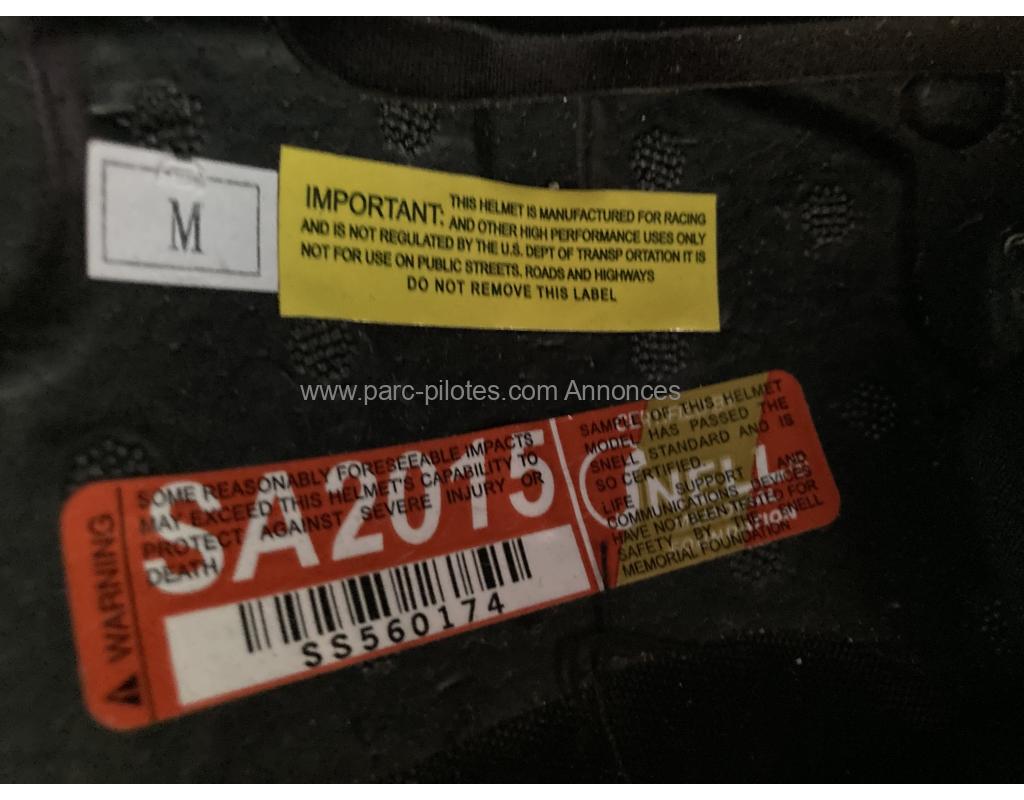 M
IMPORTANT: THIS HELMET IS MANUFACTURED FOR RACING
AND OTHER HIGH PERFORMANCE USES ONLY
AND IS NOT REGULATED BY THE U.S. DEPT OF TRANSP ORTATION IT IS
NOT FOR USE ON PUBLIC STREETS, ROADS AND HIGHWAYS
DO NOT REMOVE THIS LABEL
www.parc-pilotes.com Annonces
WARNING
SOME REASONABLY FORESEEABLE IMPACTS
MAY EXCEED THIS HELMET'S CAPABILITY TO
PROTECT AGAINST SEVERE INJURY OR
DEATH
SA2015
SS560174
SAMPLE OF THIS HELMET
MODEL HAS PASSED THE
SNELL STANDARD AND IS
SO CERTIFIED.
LIFE SUPPORT AND
COMMUNICATIONS DEVICES
HAVE NOT BEEN TESTED FOR
SAFETY BY THE SNELL
MEMORIAL FOUNDATION
SNELL